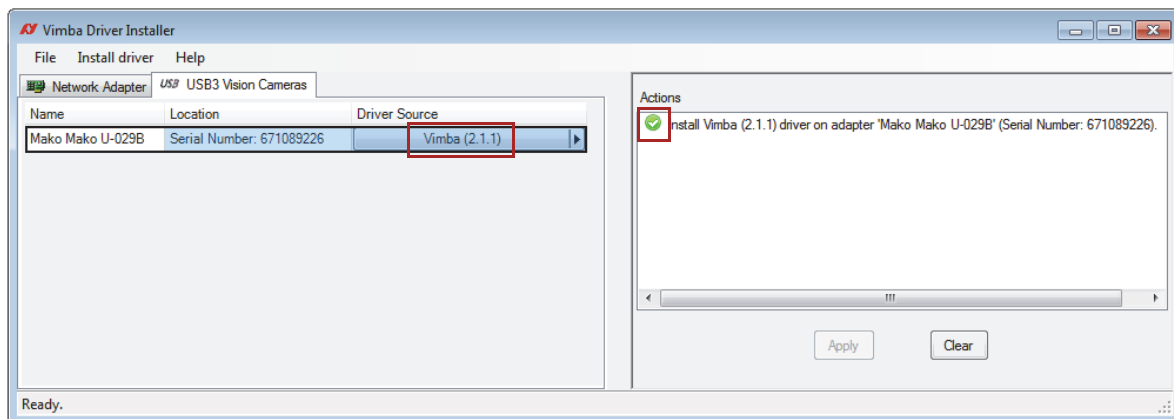 Vimba Driver Installer
File Install driver Help
Network Adapter USB USB3 Vision Cameras
Name Location Driver Source
Mako Mako U-029B Serial Number: 671089226 Vimba (2.1.1)
Actions
nstall Vimba (2.1.1) driver on adapter 'Mako Mako U-029B' (Serial Number: 671089226).
Apply Clear
Ready.